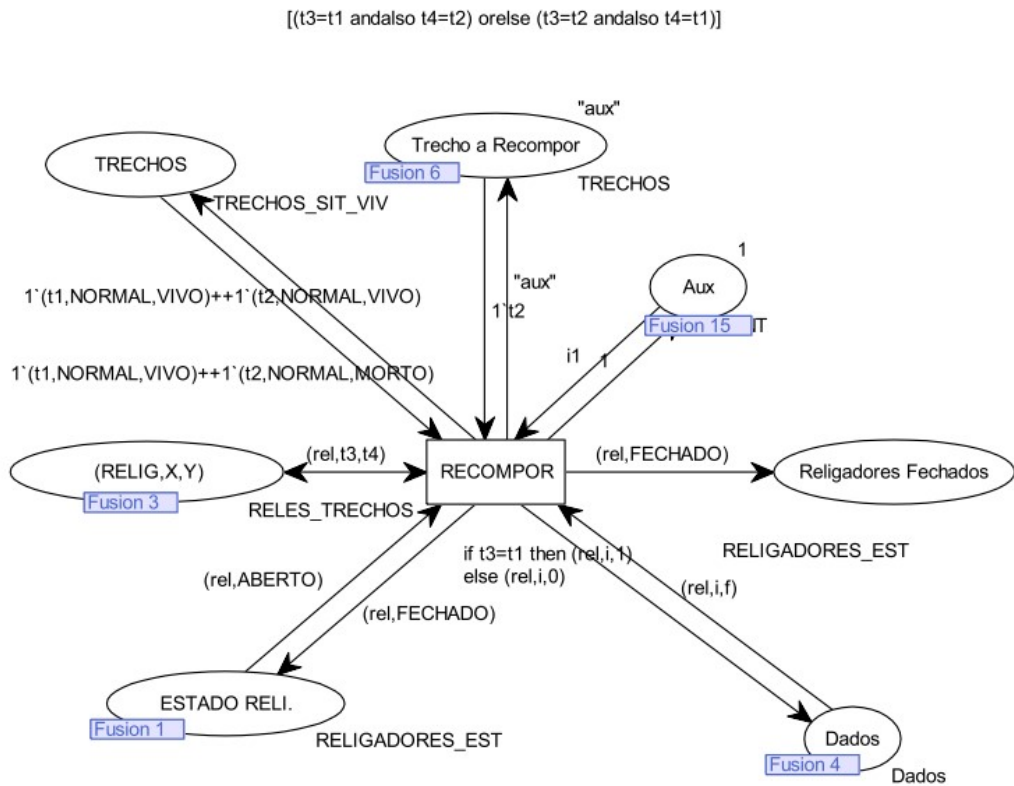 [(t3=t1 andalso t4=t2) orelse (t3=t2 andalso t4=t1)]
"aux"
Trecho a Recompor
Fusion 6
TRECHOS
TRECHOS
TRECHOS_SIT_VIV
1
Aux
Fusion 15
"aux"
1`t2
1`(t1,NORMAL,VIVO)++1`(t2,NORMAL,VIVO)
i1
1
1`(t1,NORMAL,VIVO)++1`(t2,NORMAL,MORTO)
(RELIG,X,Y)
Fusion 3
(rel,t3,t4)
RECOMPOR
(rel,FECHADO)
Religadores Fechados
RELES_TRECHOS
RELIGADORES_EST
if t3=t1 then (rel,i,1)
else (rel,i,0)
(rel,ABERTO)
(rel,i,f)
(rel,FECHADO)
ESTADO RELI.
Fusion 1
RELIGADORES_EST
Dados
Fusion 4
Dados